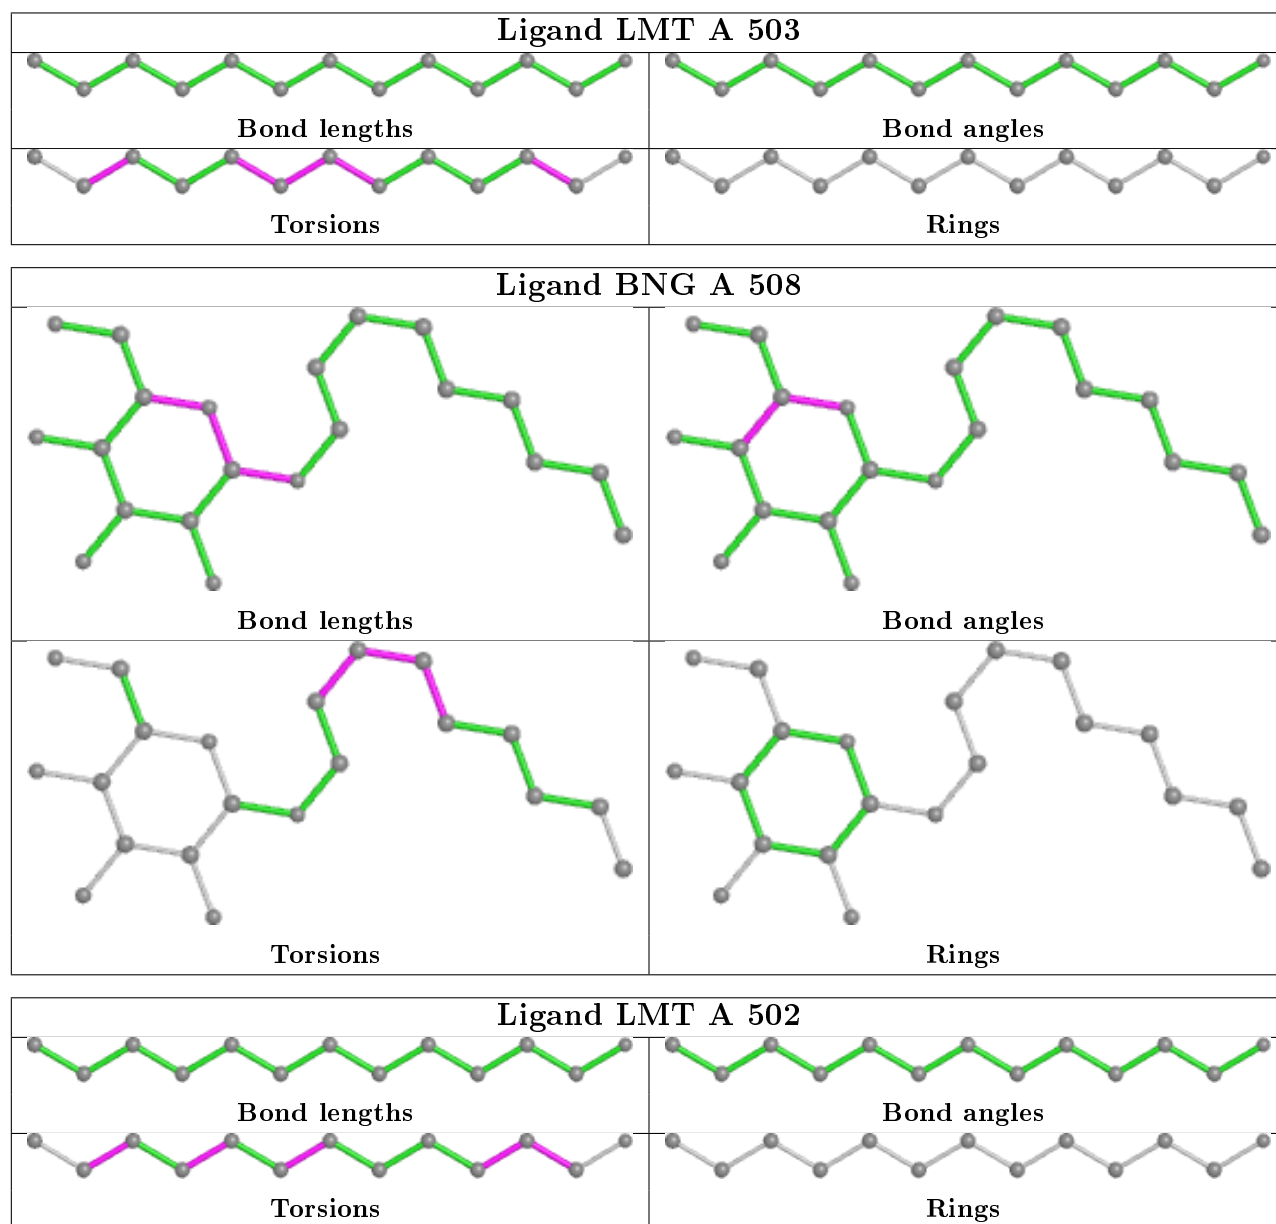 Ligand LMT A 503
Bond lengths Bond angles
Torsions Rings
Ligand BNG A 508
Bond lengths Bond angles
Torsions Rings
Ligand LMT A 502
Bond lengths Bond angles
Torsions Rings